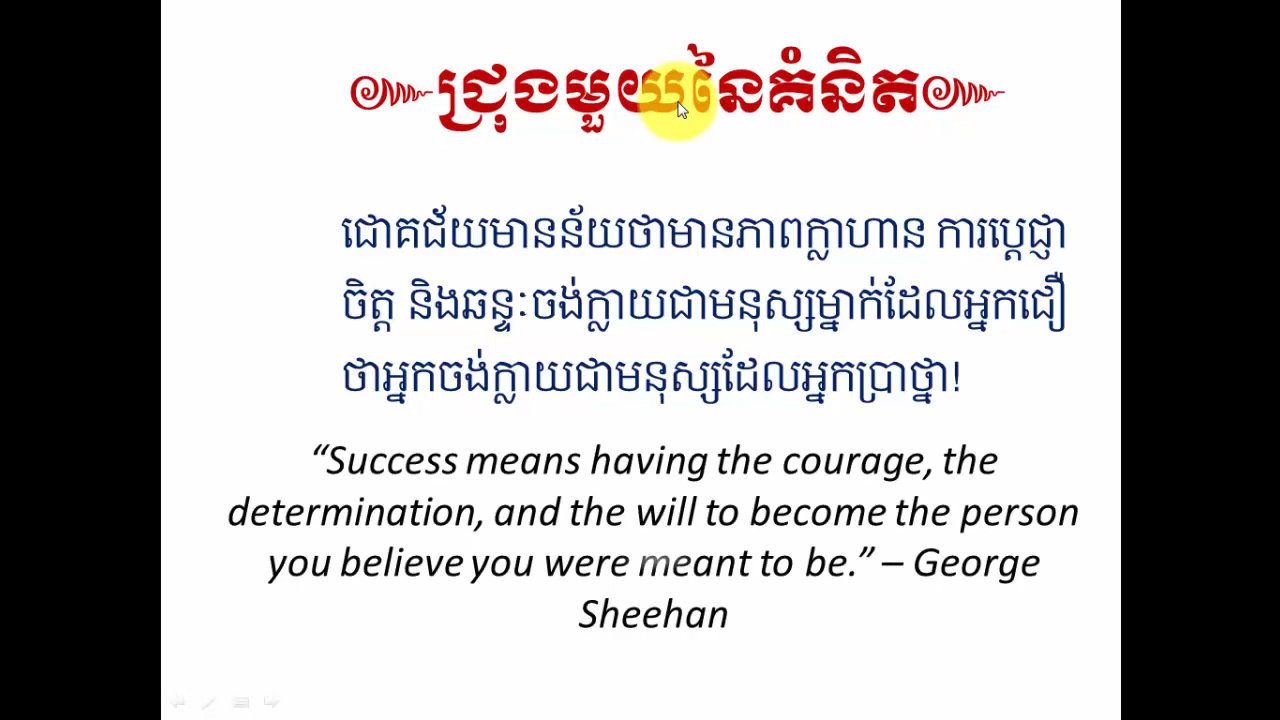 ជ្រុងមួយនៃគំនិត
ជោគជ័យមានន័យថាមានភាពក្លាហាន ការប្តេជ្ញា
ចិត្ត និងឆន្ទៈចង់ក្លាយជាមនុស្សម្នាក់ដែលអ្នកជឿ
ថាអ្នកចង់ក្លាយជាមនុស្សដែលអ្នកប្រាថ្នា!
“Success means having the courage, the
determination, and the will to become the person
you believe you were meant to be.” – George
Sheehan